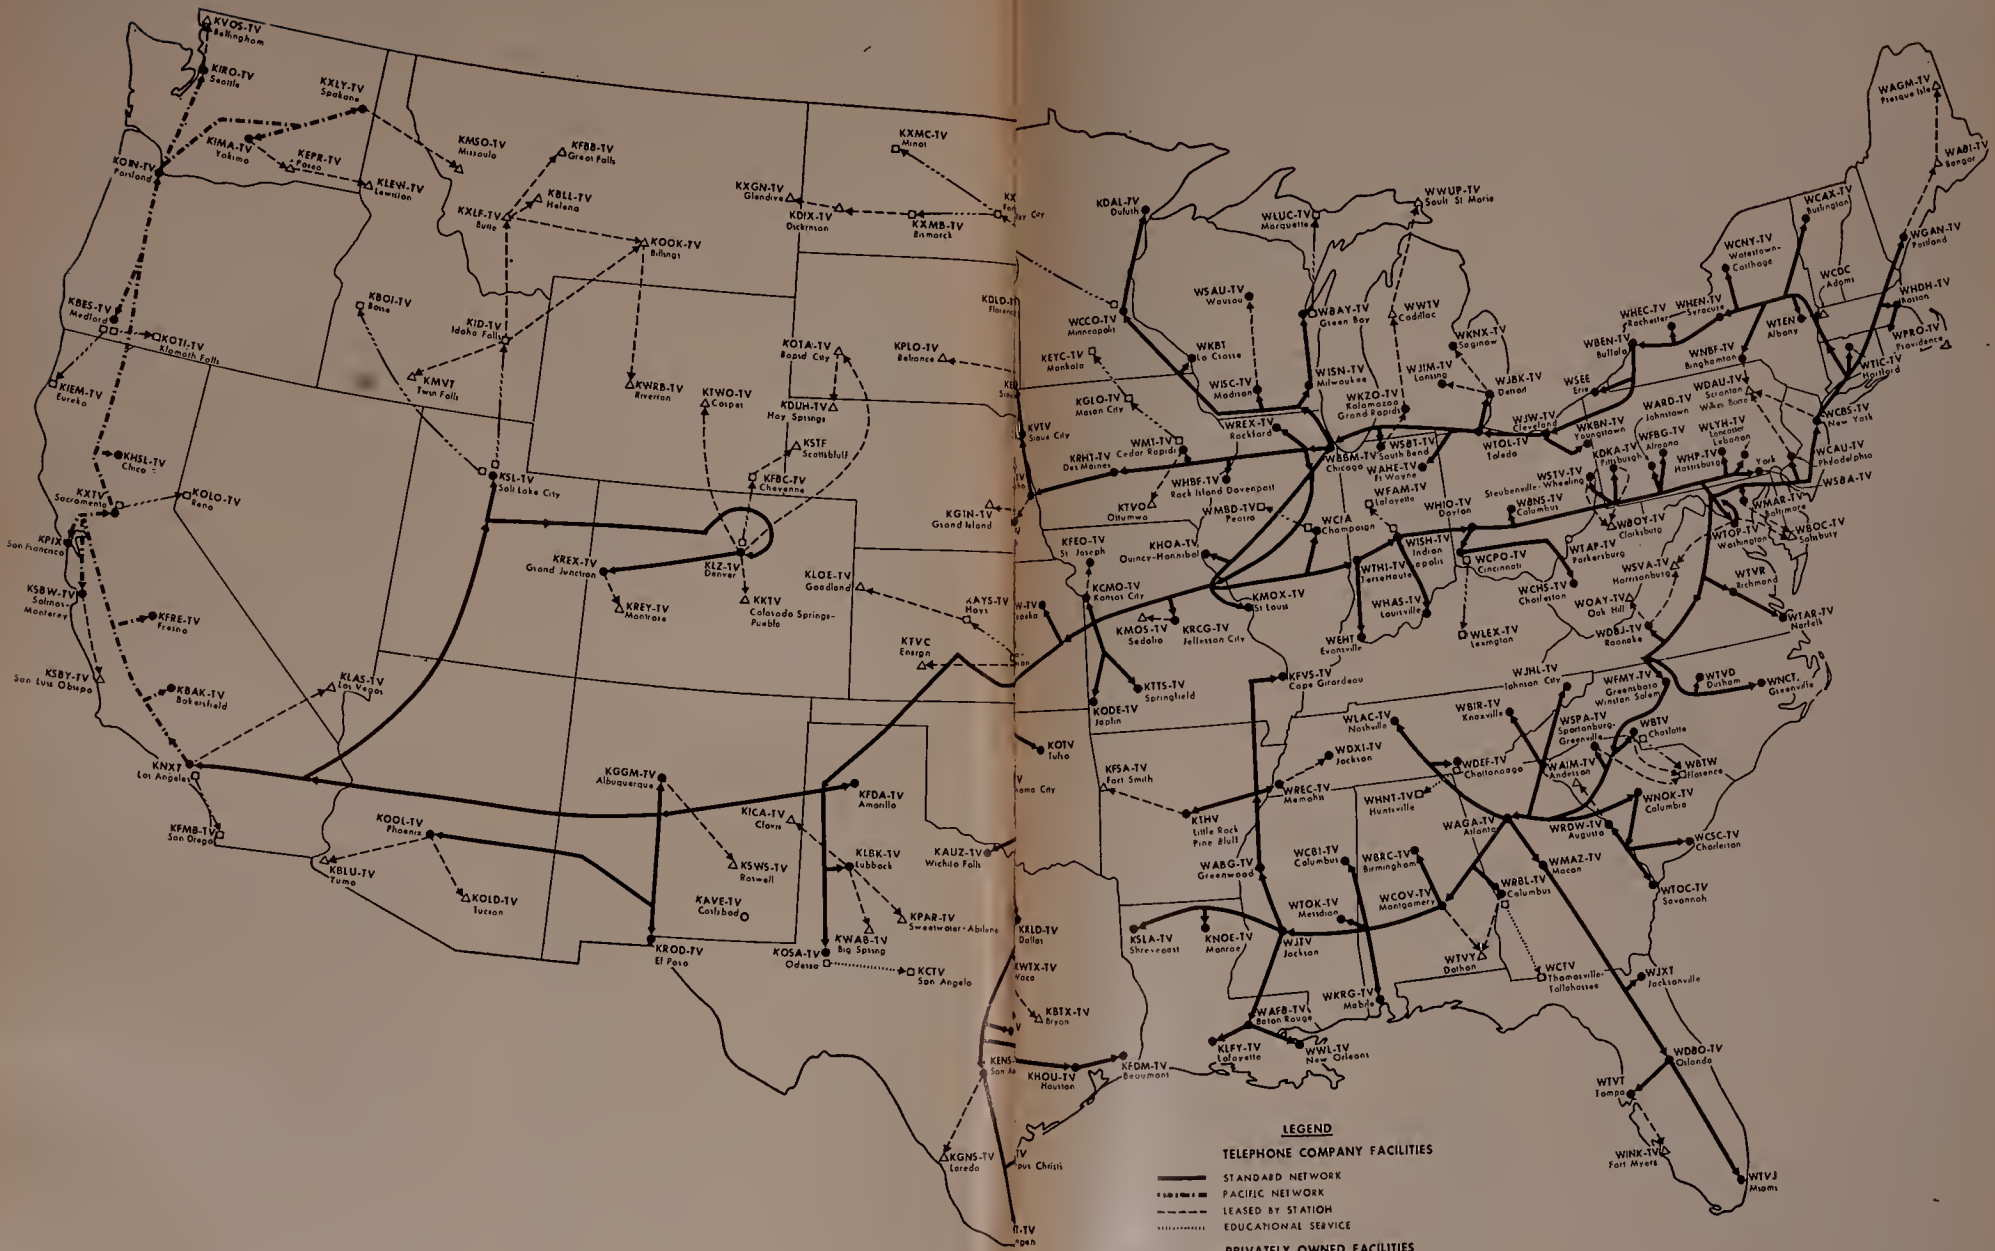 KVOS-TV
Bellingham
KIRO-TV
Seattle
KXLY-TV
Spokane
KIMA-TV
Yakima
KEPR-TV
Pasco
KLEW-TV
Lewiston
KOIN-TV
Portland
KMSO-TV
Missoula
KFBB-TV
Great Falls
KBLL-TV
Helena
KXLF-TV
Butte
KOOK-TV
Billings
KXGN-TV
Glendive
KDIX-TV
Dickinson
KXMB-TV
Bismarck
KXMC-TV
Minot
KX
ley City
KBES-TV
Medford
KOTI-TV
Klamath Falls
KIEM-TV
Eureka
KBOI-TV
Boise
KID-TV
Idaho Falls
KMVT
Twin Falls
KWRB-TV
Riverton
KTWO-TV
Casper
KOTA-TV
Rapid City
KDUH-TV
Hay Springs
KPLO-TV
Reliance
KDLO-T
Florenc
KSTF
Scottsbluff
KFBC-TV
Cheyenne
KHSL-TV
Chico
KXTV
Sacramento
KOLO-TV
Reno
KPIX
San Francisco
KSBW-TV
Salinas-
Monterey
KFRE-TV
Fresno
KSBY-TV
San Luis Obispo
KBAK-TV
Bakersfield
KLAS-TV
Las Vegas
KNXT
Los Angeles
KFMB-TV
San Diego
KSL-TV
Salt Lake City
KREX-TV
Grand Junction
KREY-TV
Montrose
KLZ-TV
Denver
KKTV
Colorado Springs-
Pueblo
KLOE-TV
Goodland
KAYS-TV
Hays
KTVC
Ensign
KGIN-TV
Grand Island
KVTV
Sioux City
KOOL-TV
Phoenix
KBLU-TV
Yuma
KOLD-TV
Tucson
KGGM-TV
Albuquerque
KSWS-TV
Roswell
KAVE-TV
Carlsbad
KROD-TV
El Paso
KICA-TV
Clovis
KFDA-TV
Amarillo
KLBK-TV
Lubbock
KPAR-TV
Sweetwater-Abilene
KWAB-TV
Big Spring
KOSA-TV
Odessa
KCTV
San Angelo
KAUZ-TV
Wichita Falls
KRLD-TV
Dallas
KWTX-TV
Waco
KBTX-TV
Bryan
KENS-
San An
KGNS-TV
Laredo
KHOU-TV
Houston
KFDM-TV
Beaumont
TV
pus Christi
T-TV
ngen
KOTV
Tulsa
V
homa City
KDAL-TV
Duluth
WCCO-TV
Minneapolis
KEYC-TV
Mankato
KGLO-TV
Mason City
KRNT-TV
Des Moines
WMT-TV
Cedar Rapids
KTVO
Ottumwa
WHBF-TV
Rock Island Davenport
WKBT
La Crosse
WSAU-TV
Wausau
WISC-TV
Madison
WREX-TV
Rockford
WISN-TV
Milwaukee
WBAY-TV
Green Bay
WLUC-TV
Marquette
WWUP-TV
Sault St Marie
WWTV
Cadillac
WKZO-TV
Kalamazoo
Grand Rapids
WJIM-TV
Lansing
WKNX-TV
Saginaw
WJBK-TV
Detroit
WBBM-TV
Chicago
WSBT-TV
South Bend
WANE-TV
Ft Wayne
WTOL-TV
Toledo
WJW-TV
Cleveland
WFAM-TV
Lafayette
WMBD-TV
Peoria
WCIA
Champaign
KHQA-TV
Quincy-Hannibal
KFEQ-TV
St Joseph
KCMO-TV
Kansas City
KMOS-TV
Sedalia
KRCG-TV
Jefferson City
KMOX-TV
St Louis
KTTS-TV
Springfield
KODE-TV
Joplin
KFVS-TV
Cape Girardeau
WTHI-TV
Terre Haute
WISH-TV
Indianapolis
WEHT
Evansville
WHAS-TV
Louisville
WHIO-TV
Dayton
WBNS-TV
Columbus
WCPO-TV
Cincinnati
WLEX-TV
Lexington
WCHS-TV
Charleston
WTAP-TV
Parkersburg
WOAY-TV
Oak Hill
WDBJ-TV
Roanoke
WSVA-TV
Harrisonburg
WBOY-TV
Clarksburg
WSTV-TV
Steubenville-Wheeling
KDKA-TV
Pittsburgh
WFBG-TV
Altoona
WARD-TV
Johnstown
WHP-TV
Harrisburg
WLYH-TV
Lancaster
Lebanon
York
WSBA-TV
WKBN-TV
Youngstown
WSEE
Erie
WBEN-TV
Buffalo
WHEC-TV
Rochester
WHEN-TV
Syracuse
WCNY-TV
Watertown-
Carthage
WCAX-TV
Burlington
WCDC
Adams
WTEN
Albany
WNBF-TV
Binghamton
WDAU-TV
Scranton
Wilkes Barre
WAGM-TV
Presque Isle
WABI-TV
Bangor
WGAN-TV
Portland
WHDH-TV
Boston
WPRO-TV
Providence
WTIC-TV
Hartford
WCBS-TV
New York
WCAU-TV
Philadelphia
WMAR-TV
Baltimore
WTOP-TV
Washington
WBOC-TV
Salisbury
WTVR
Richmond
WTAR-TV
Norfolk
WTVD
Durham
WNCT
Greenville
WFMY-TV
Greensboro
Winston Salem
WBTV
Charlotte
WBTW
Florence
WSPA-TV
Spartanburg-
Greenville
WAIM-TV
Anderson
WNOK-TV
Columbia
WRDW-TV
Augusta
WCSC-TV
Charleston
WTOC-TV
Savannah
WJHL-TV
Johnson City
WBIR-TV
Knoxville
WLAC-TV
Nashville
WDEF-TV
Chattanooga
WHNT-TV
Huntsville
WDXI-TV
Jackson
WREC-TV
Memphis
KFSA-TV
Fort Smith
KTHV
Little Rock
Pine Bluff
WABG-TV
Greenwood
WCBI-TV
Columbus
WBRC-TV
Birmingham
WAGA-TV
Atlanta
WMAZ-TV
Macon
WRBL-TV
Columbus
WCOV-TV
Montgomery
WTOK-TV
Meridian
WJTV
Jackson
KSLA-TV
Shreveport
KNOE-TV
Monroe
WTVY
Dothan
WCTV
Thomasville-
Tallahassee
WJXT
Jacksonville
WKRG-TV
Mobile
WAFB-TV
Baton Rouge
KLFY-TV
Lafayette
WWL-TV
New Orleans
WDBO-TV
Orlando
WTVT
Tampa
WINK-TV
Fort Myers
WTVJ
Miami
LEGEND
TELEPHONE COMPANY FACILITIES
STANDARD NETWORK
PACIFIC NETWORK
LEASED BY STATION
EDUCATIONAL SERVICE
PRIVATELY OWNED FACILITIES